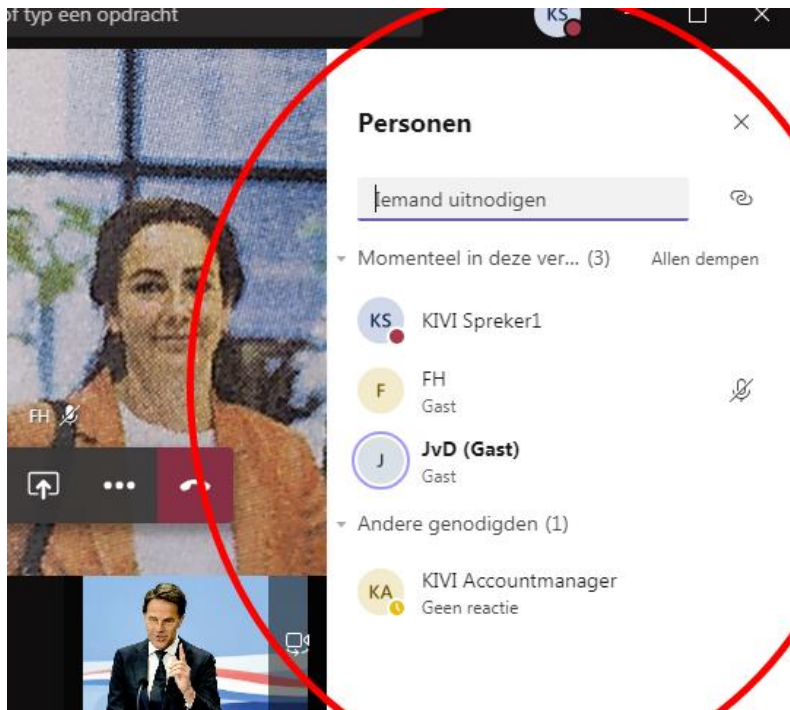 of typ een opdracht
KS
Personen
Iemand uitnodigen
Momenteel in deze ver... (3) Allen dempen
KS KIVI Spreker1
F FH
Gast
J JvD (Gast)
Gast
FH
Andere genodigden (1)
KA KIVI Accountmanager
Geen reactie